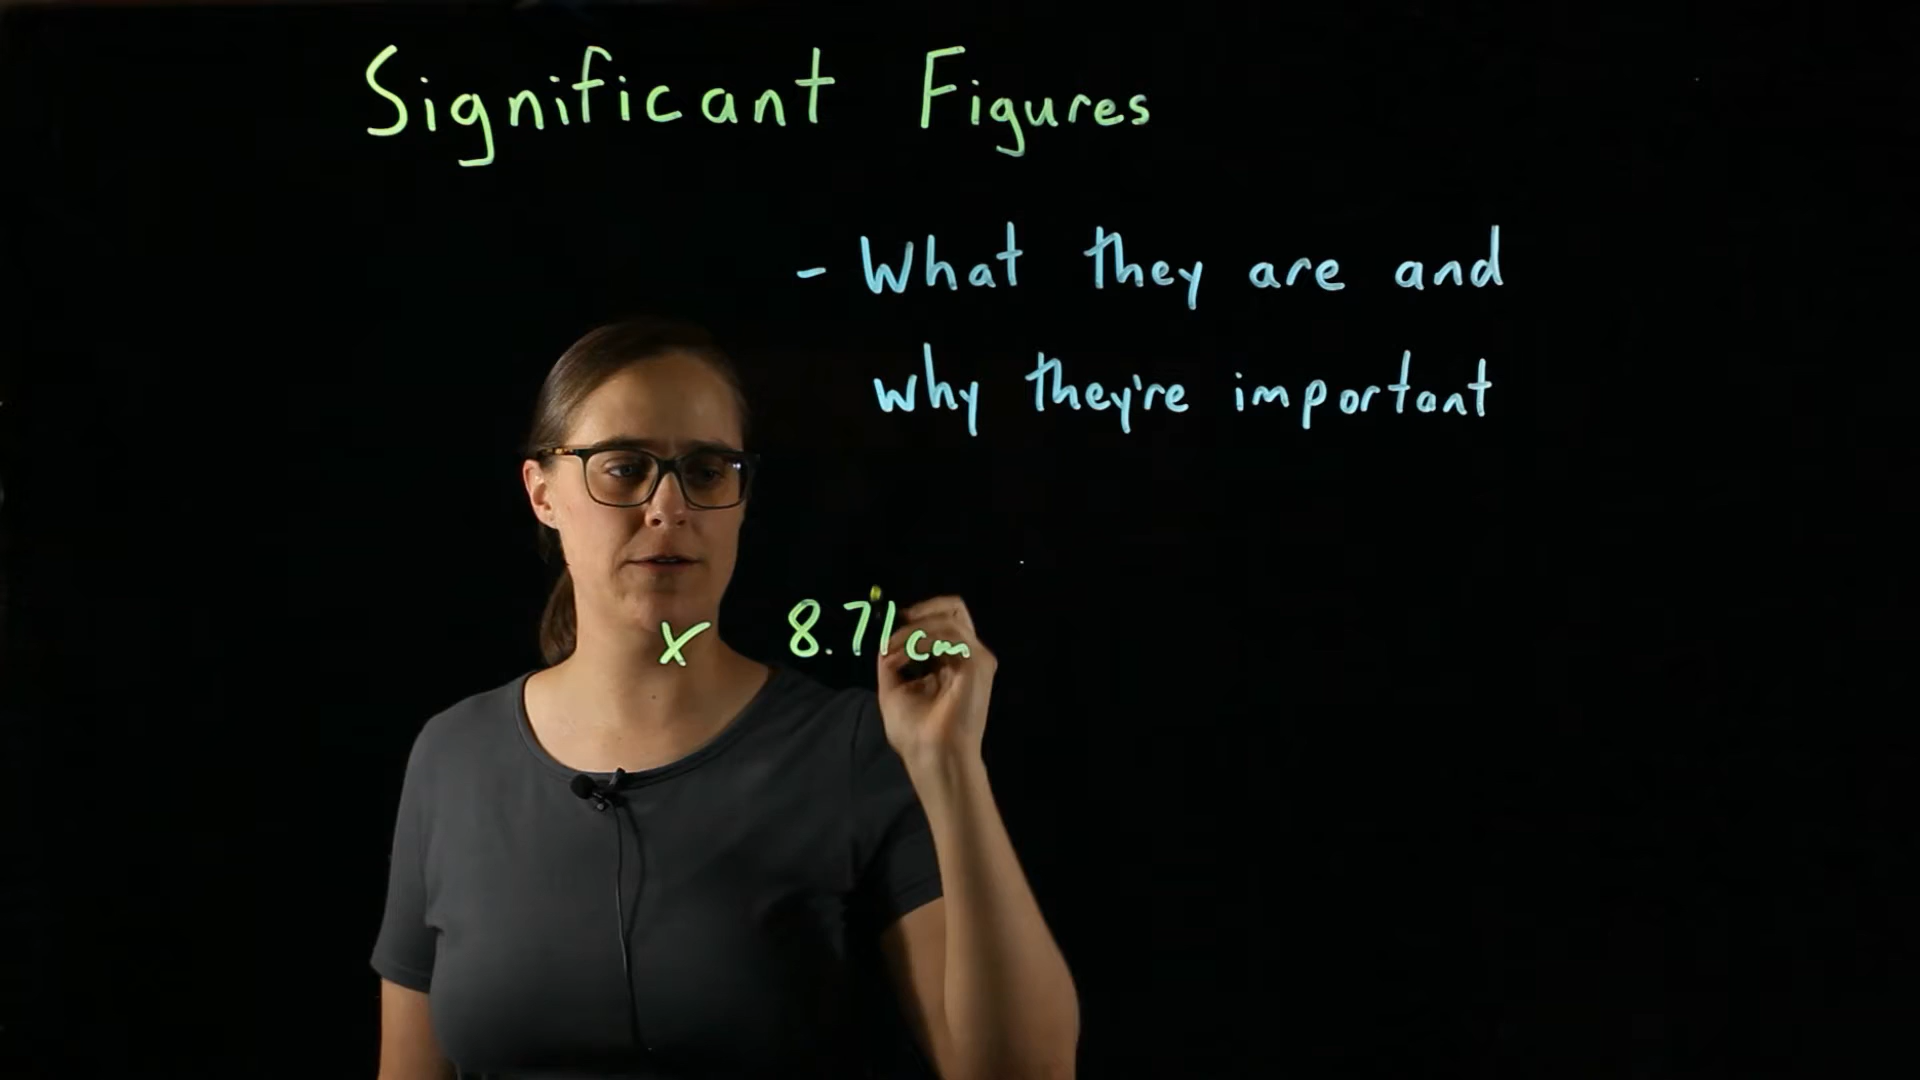 Significant Figures
- What they are and
why they're important
x 8.71cm